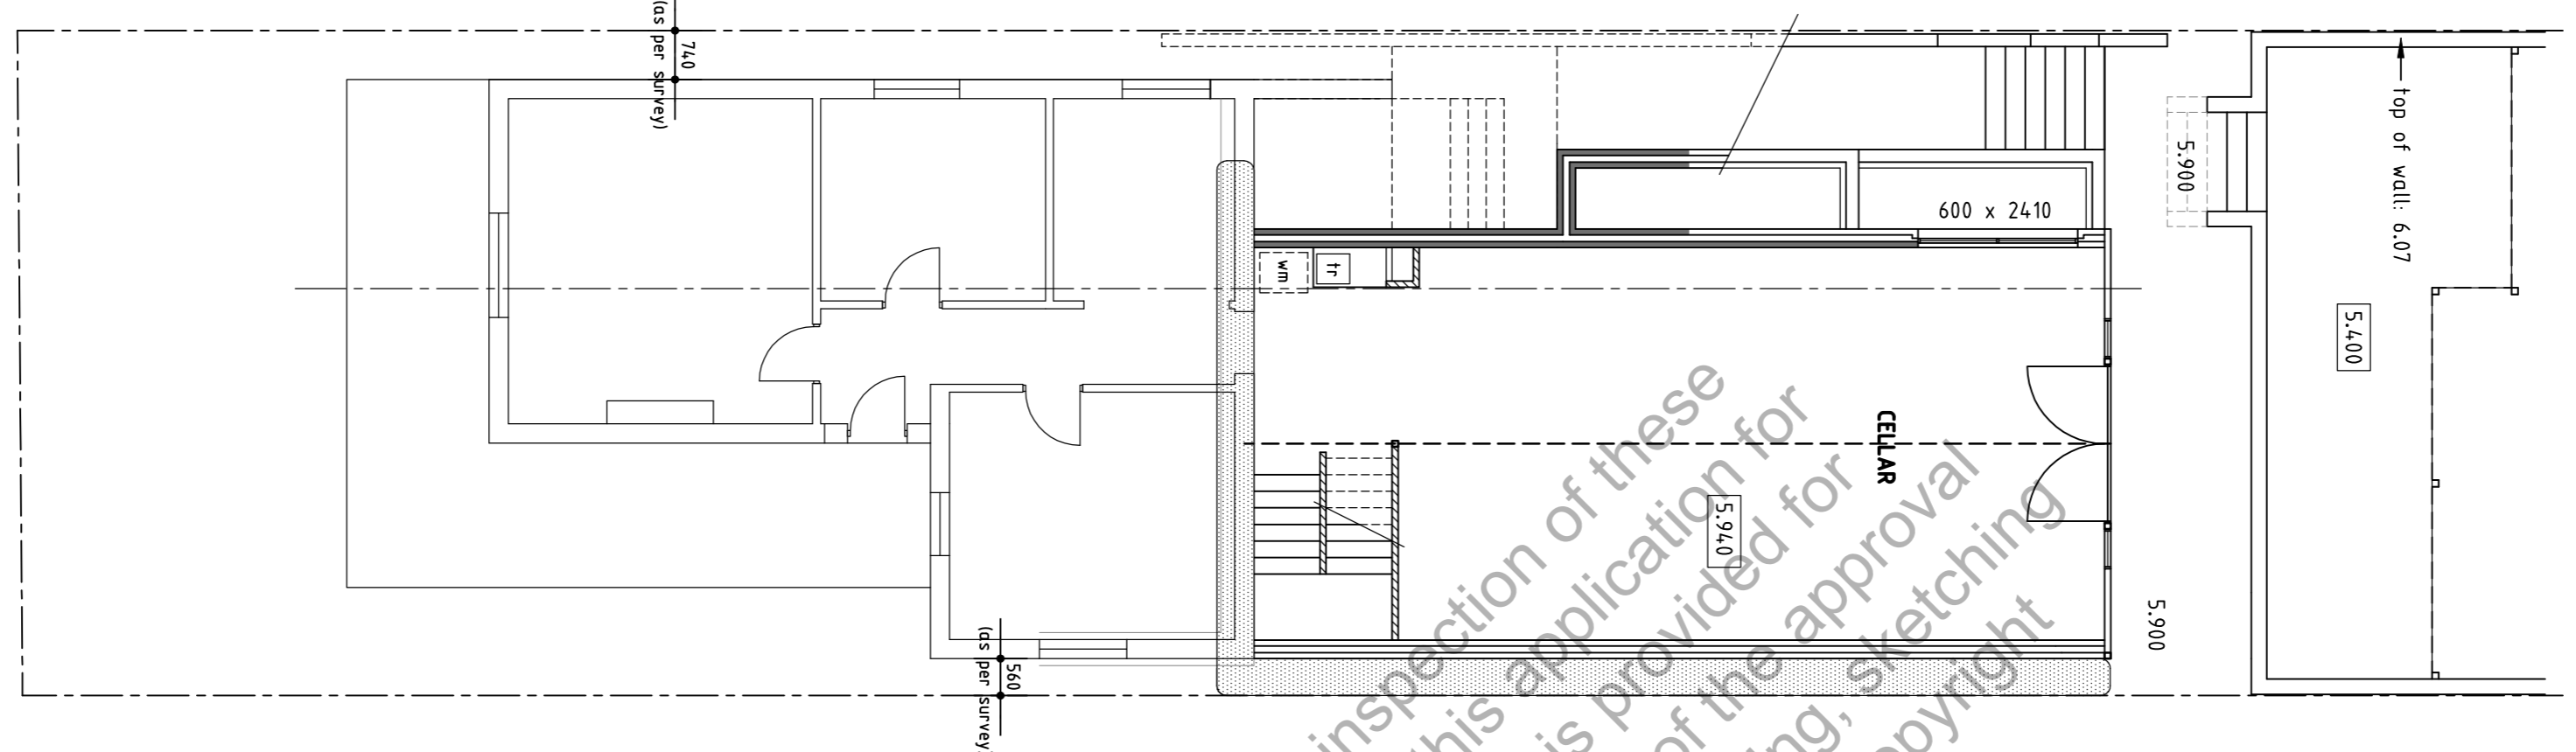 (as per survey)
740
top of wall: 6.07
5.900
600 x 2410
wm
tr
5.400
CELLAR
5.940
5.900
(as per survey)
560
inspection of these
this application for
is provided for
of the approval
ing, sketching
opyright